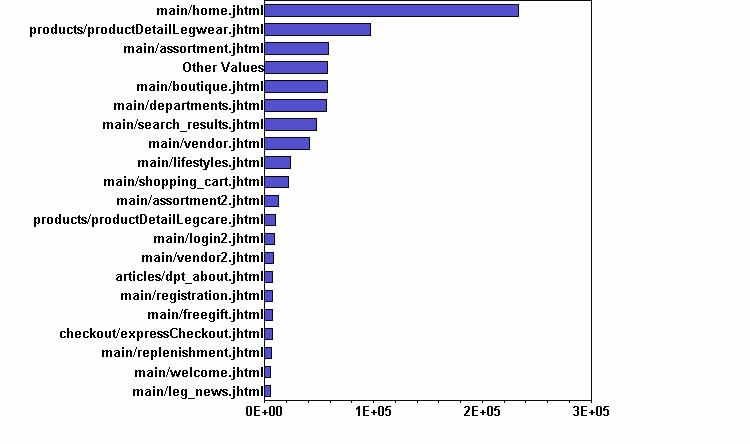 main/home.jhtml
products/productDetailLegwear.jhtml
main/assortment.jhtml
Other Values
main/boutique.jhtml
main/departments.jhtml
main/search_results.jhtml
main/vendor.jhtml
main/lifestyles.jhtml
main/shopping_cart.jhtml
main/assortment2.jhtml
products/productDetailLegcare.jhtml
main/login2.jhtml
main/vendor2.jhtml
articles/dpt_about.jhtml
main/registration.jhtml
main/freegift.jhtml
checkout/expressCheckout.jhtml
main/replenishment.jhtml
main/welcome.jhtml
main/leg_news.jhtml
0E+00 1E+05 2E+05 3E+05